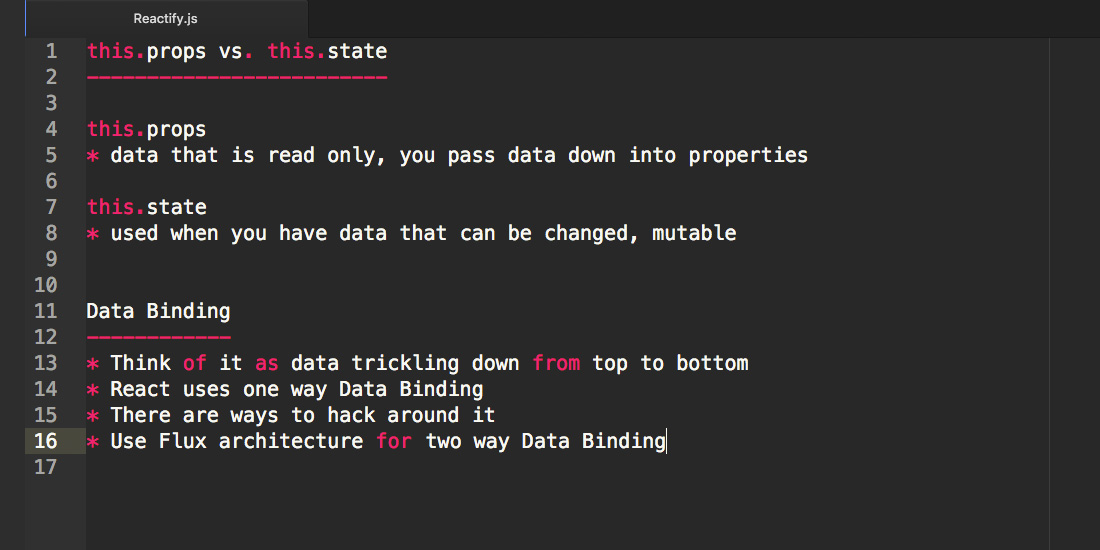 Reactify.js
1 this.props vs. this.state
2 -------------------------
3
4 this.props
5 * data that is read only, you pass data down into properties
6
7 this.state
8 * used when you have data that can be changed, mutable
9
10
11 Data Binding
12 ------------
13 * Think of it as data trickling down from top to bottom
14 * React uses one way Data Binding
15 * There are ways to hack around it
16 * Use Flux architecture for two way Data Binding
17